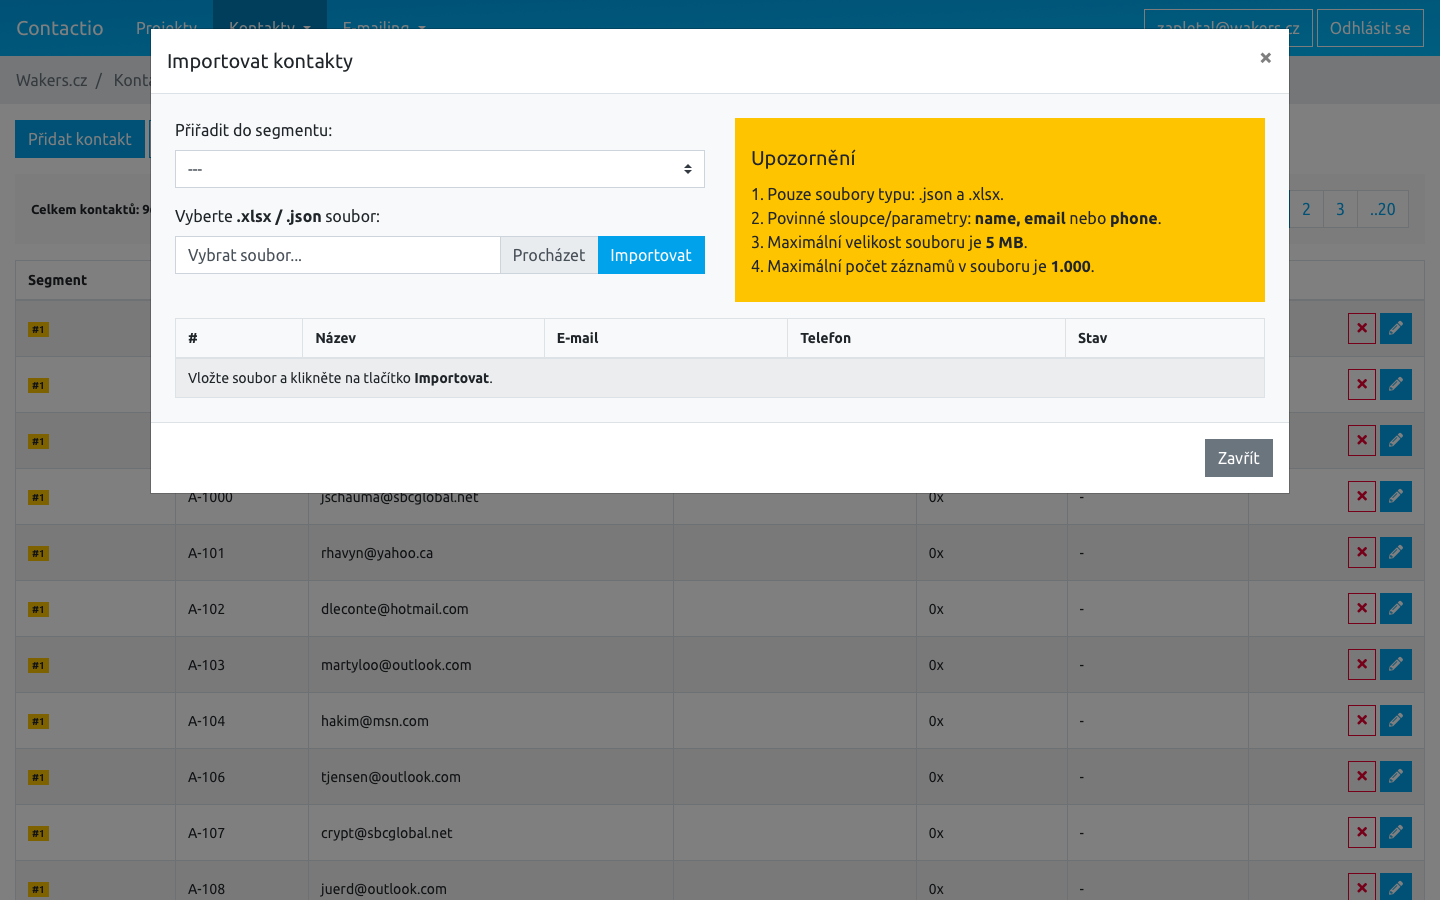 Contactio Projekty Kontakty E-mailing zapletal@wakers.cz Odhlásit se
Importovat kontakty ×
Wakers.cz /
Přidat kontakt
Přiřadit do segmentu:
---
Vyberte .xlsx / .json soubor:
Vybrat soubor... Procházet Importovat
Upozornění
1. Pouze soubory typu: .json a .xlsx.
2. Povinné sloupce/parametry: name, email nebo phone.
3. Maximální velikost souboru je 5 MB.
4. Maximální počet záznamů v souboru je 1.000.
# Název E-mail Telefon Stav
Vložte soubor a klikněte na tlačítko Importovat.
Zavřít
Celkem kontaktů: 2 3 ..20
Segment
#1
#1
#1
#1 A-1000 jschauma@sbcglobal.net 0x -
#1 A-101 rhavyn@yahoo.ca 0x -
#1 A-102 dleconte@hotmail.com 0x -
#1 A-103 martyloo@outlook.com 0x -
#1 A-104 hakim@msn.com 0x -
#1 A-106 tjensen@outlook.com 0x -
#1 A-107 crypt@sbcglobal.net 0x -
#1 A-108 juerd@outlook.com 0x -